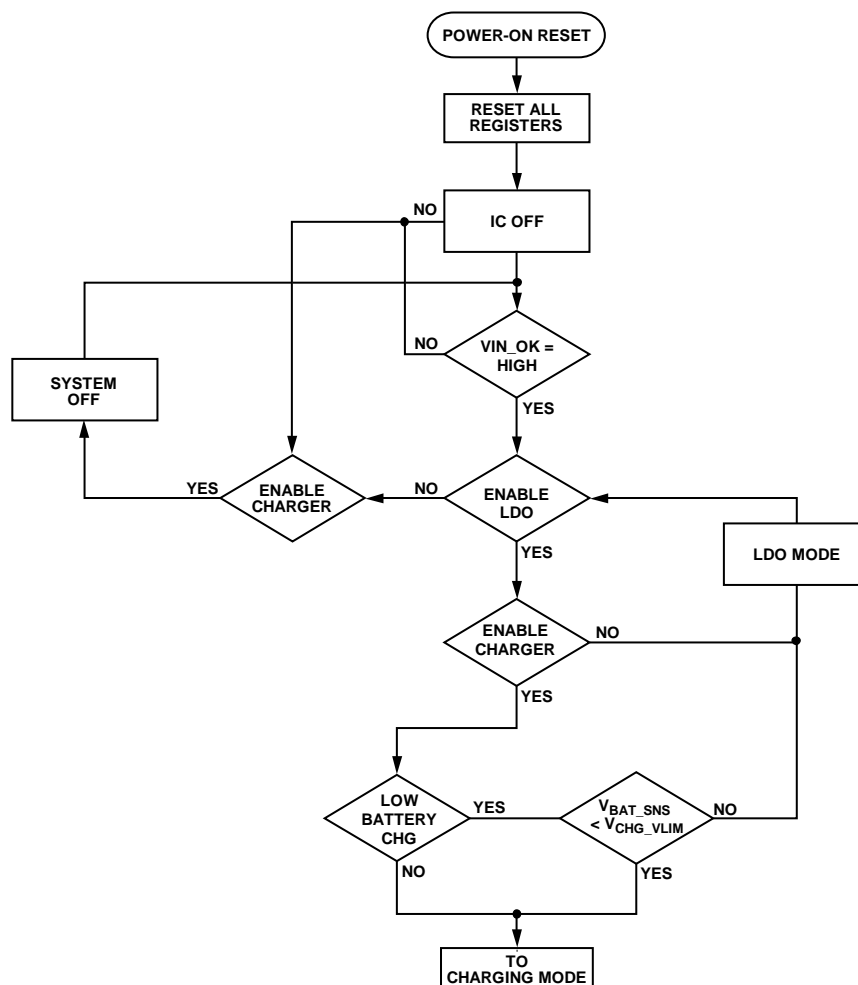 POWER-ON RESET
RESET ALL
REGISTERS
NO
IC OFF
NO
VIN_OK =
HIGH
SYSTEM
OFF
YES
YES
ENABLE
CHARGER
NO
ENABLE
LDO
YES
LDO MODE
ENABLE
CHARGER
NO
YES
LOW
BATTERY
CHG
YES
VBAT_SNS
< VCHG_VLIM
NO
NO
YES
TO
CHARGING MODE